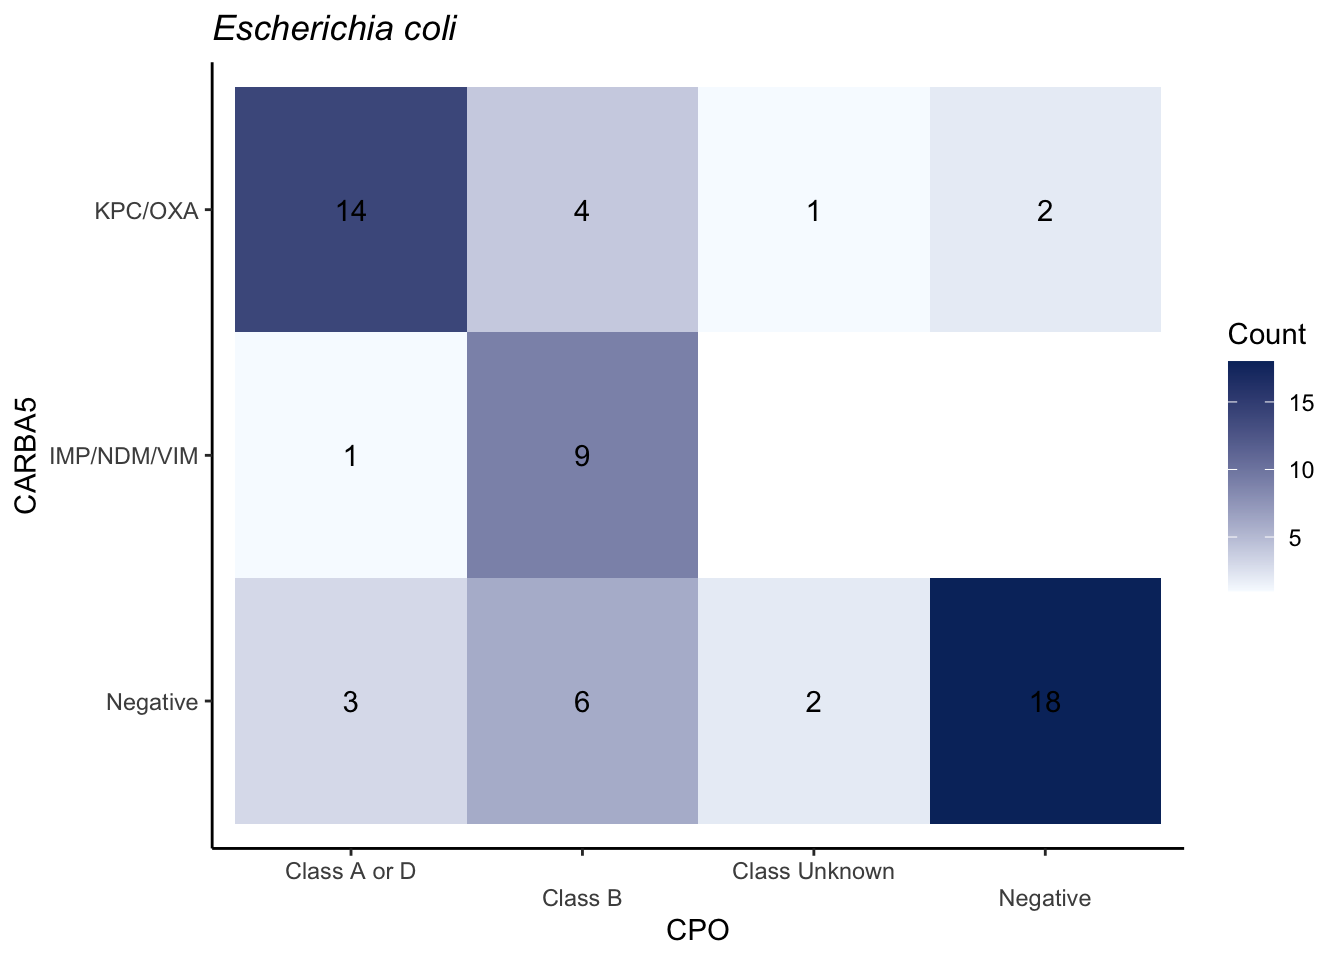 Escherichia coli
CARBA5
KPC/OXA
14 4 1 2
IMP/NDM/VIM
1 9
Negative
3 6 2 18
Class A or D
Class B
Class Unknown
Negative
CPO
Count
15
10
5